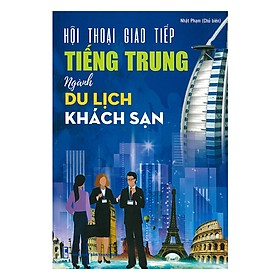 Nhật Phạm (Chủ biên)
HỘI THOẠI GIAO TIẾP
TIẾNG TRUNG
Ngành
DU LỊCH
KHÁCH SẠN